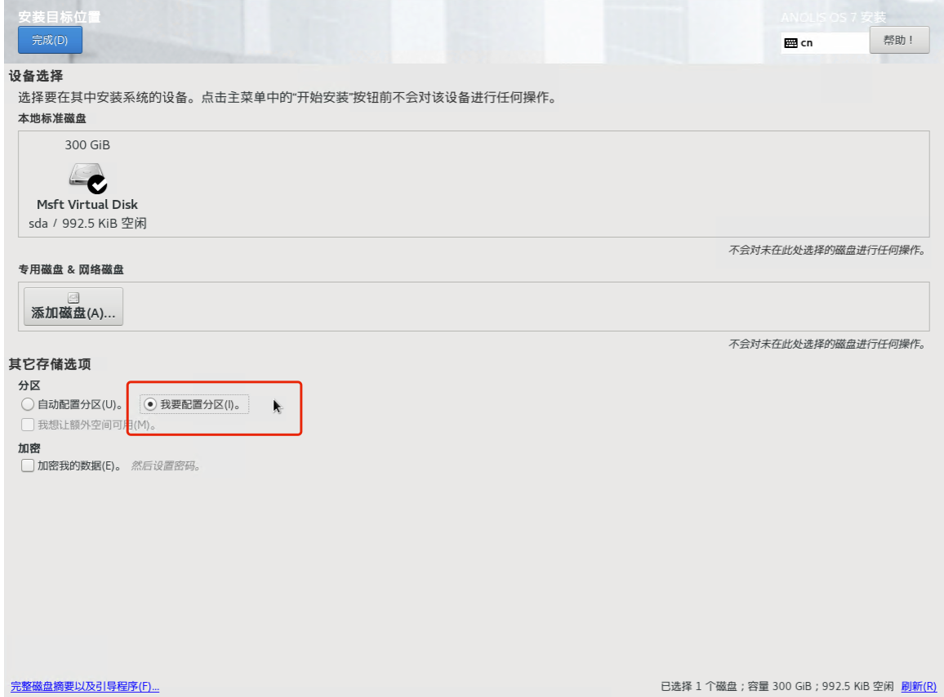 安装目标位置
ANOLIS OS 7 安装
完成(D)
cn
帮助！
设备选择
选择要在其中安装系统的设备。点击主菜单中的“开始安装”按钮前不会对该设备进行任何操作。
本地标准磁盘
300 GiB
Msft Virtual Disk
sda / 992.5 KiB 空闲
不会对未在此处选择的磁盘进行任何操作。
专用磁盘 & 网络磁盘
添加磁盘(A)...
不会对未在此处选择的磁盘进行任何操作。
其它存储选项
分区
自动配置分区(U)。 我要配置分区(I)。
我想让额外空间可用(M)。
加密
加密我的数据(E)。 然后设置密码。
完整磁盘摘要以及引导程序(F)... 已选择 1 个磁盘；容量 300 GiB；992.5 KiB 空闲 刷新(R)